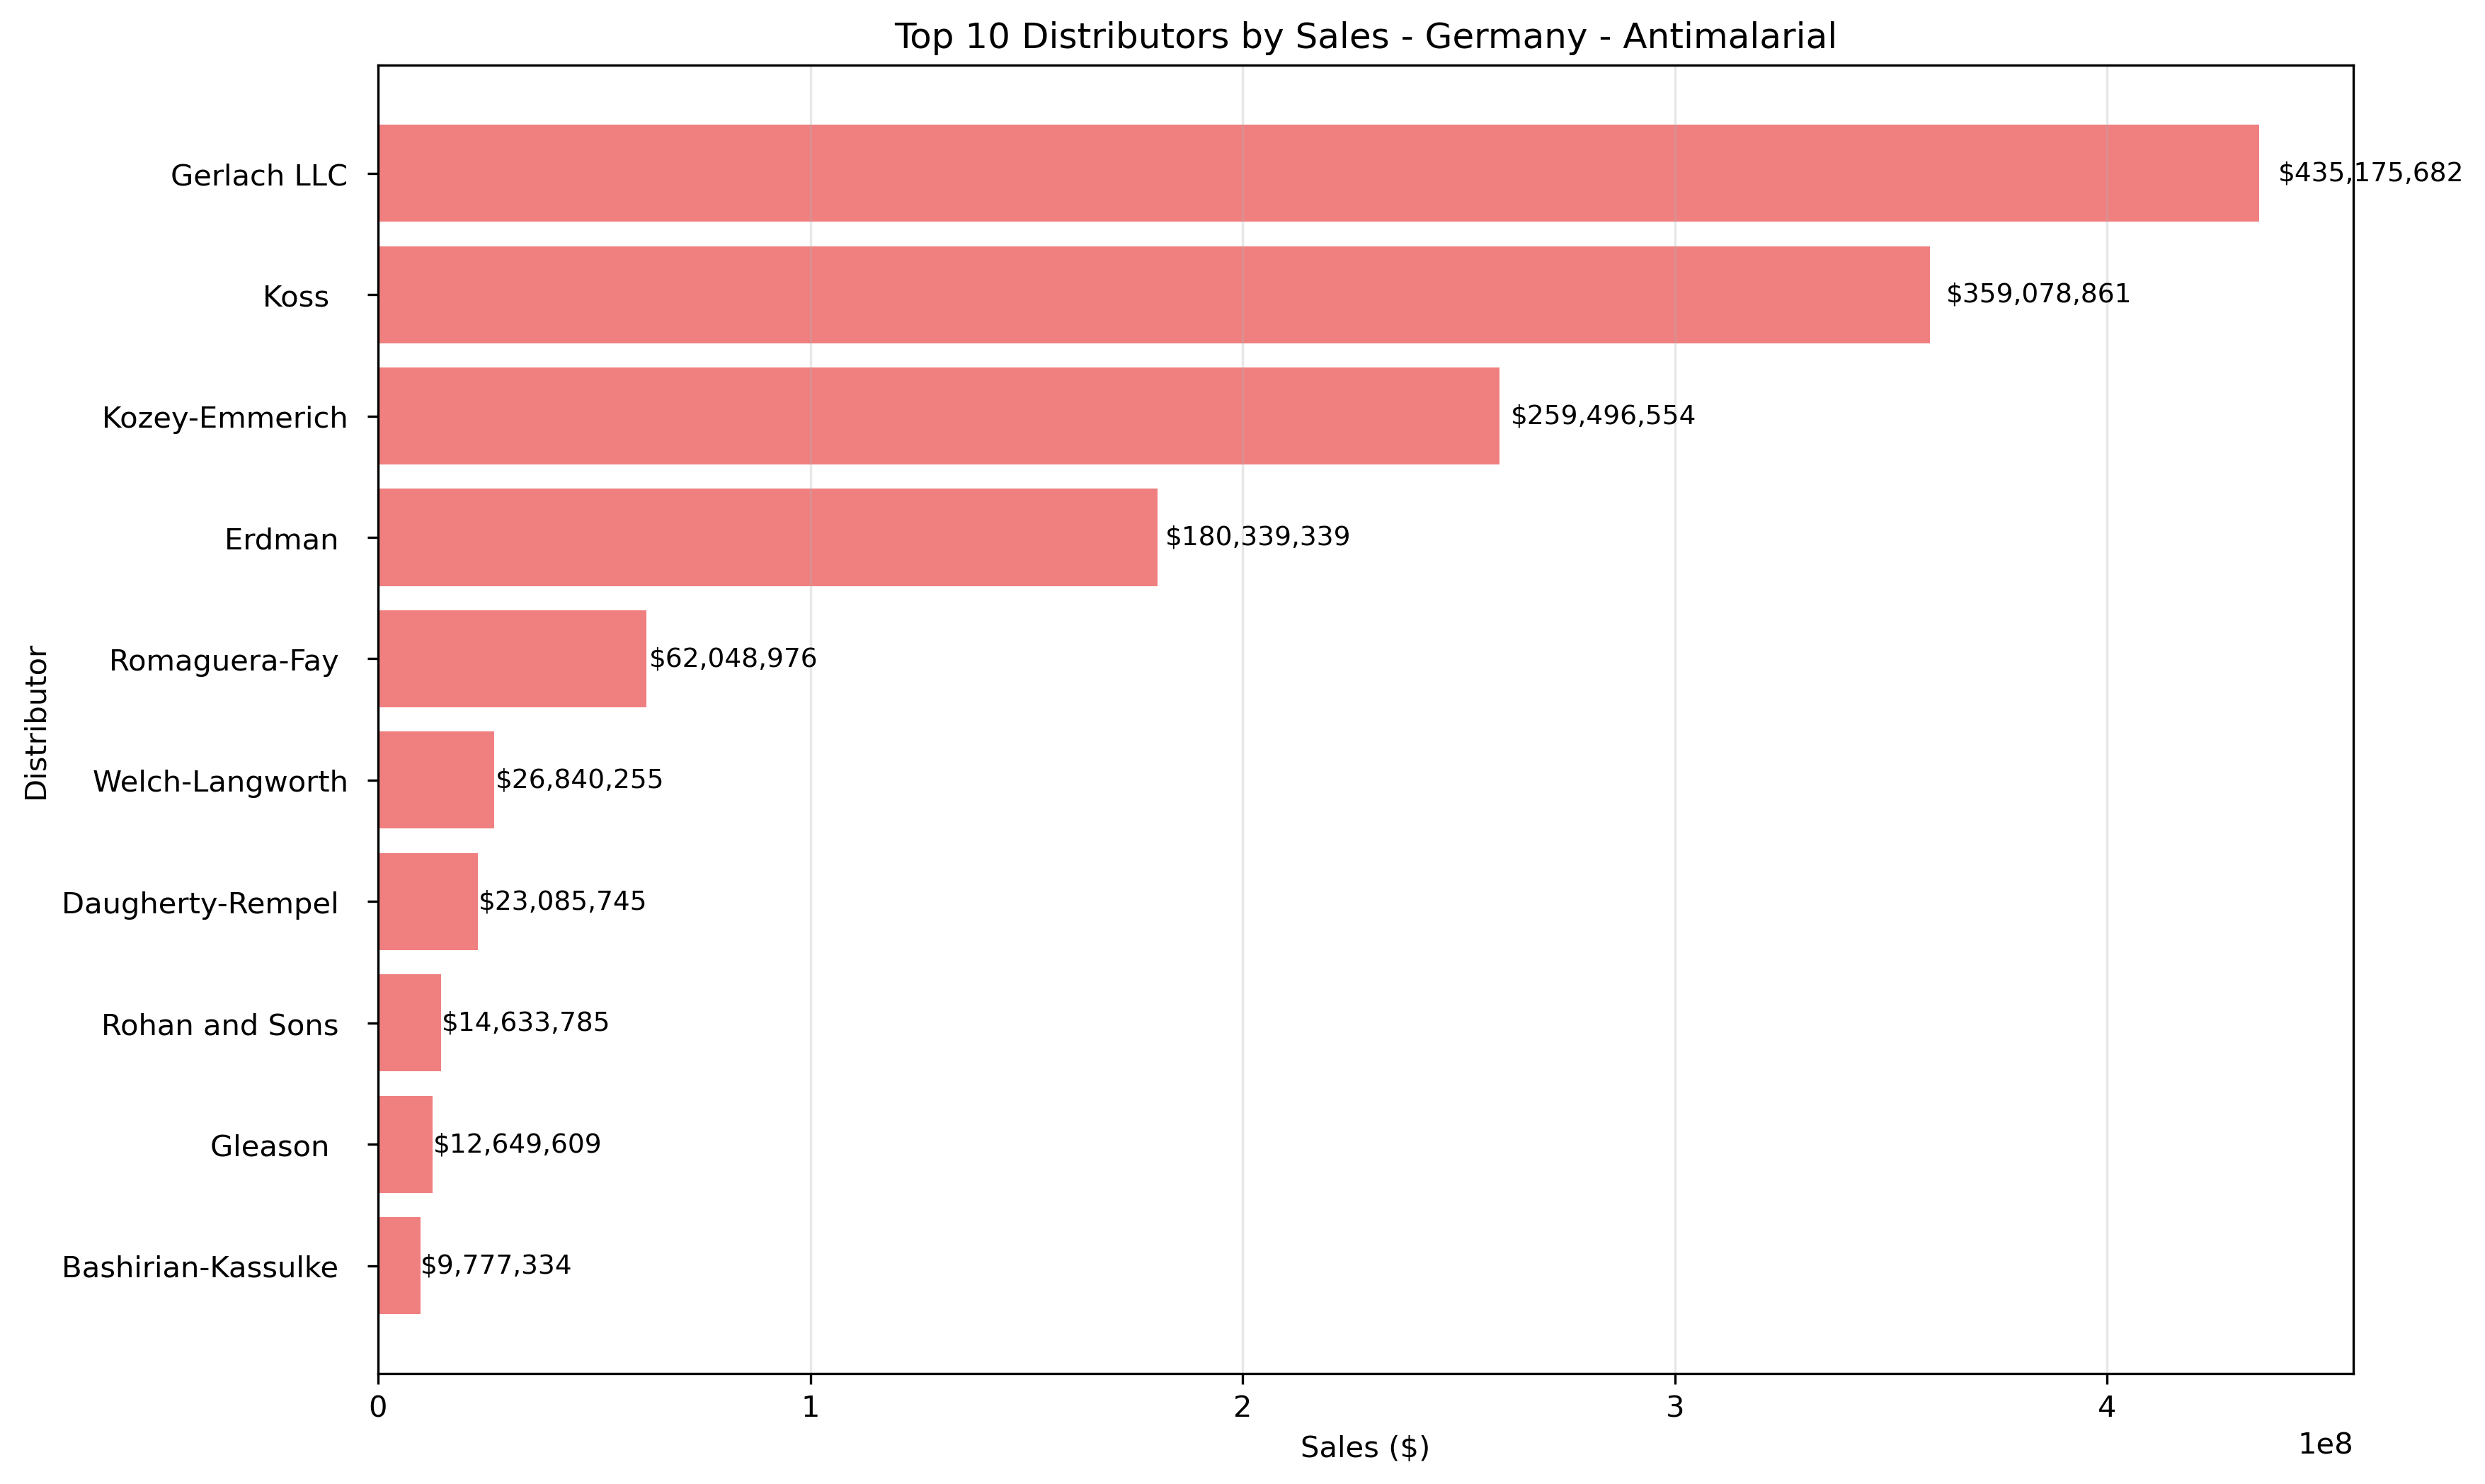 Top 10 Distributors by Sales - Germany - Antimalarial
Distributor
Gerlach LLC $435,175,682
Koss $359,078,861
Kozey-Emmerich $259,496,554
Erdman $180,339,339
Romaguera-Fay $62,048,976
Welch-Langworth $26,840,255
Daugherty-Rempel $23,085,745
Rohan and Sons $14,633,785
Gleason $12,649,609
Bashirian-Kassulke $9,777,334
0 1 2 3 4
1e8
Sales ($)